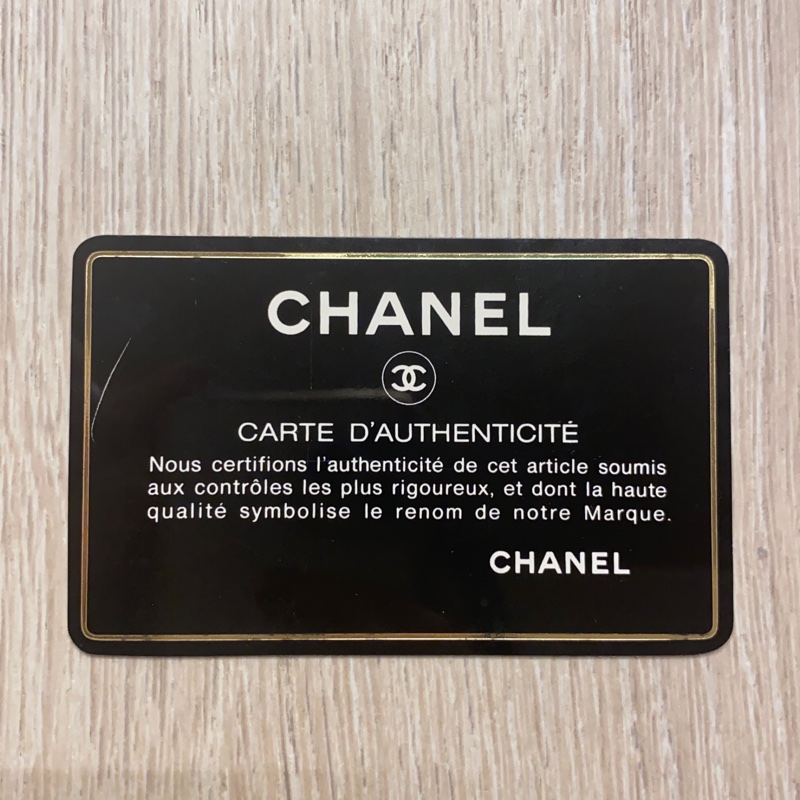 CHANEL
CARTE D'AUTHENTICITÉ
Nous certifions l'authenticité de cet article soumis
aux contrôles les plus rigoureux, et dont la haute
qualité symbolise le renom de notre Marque.
CHANEL